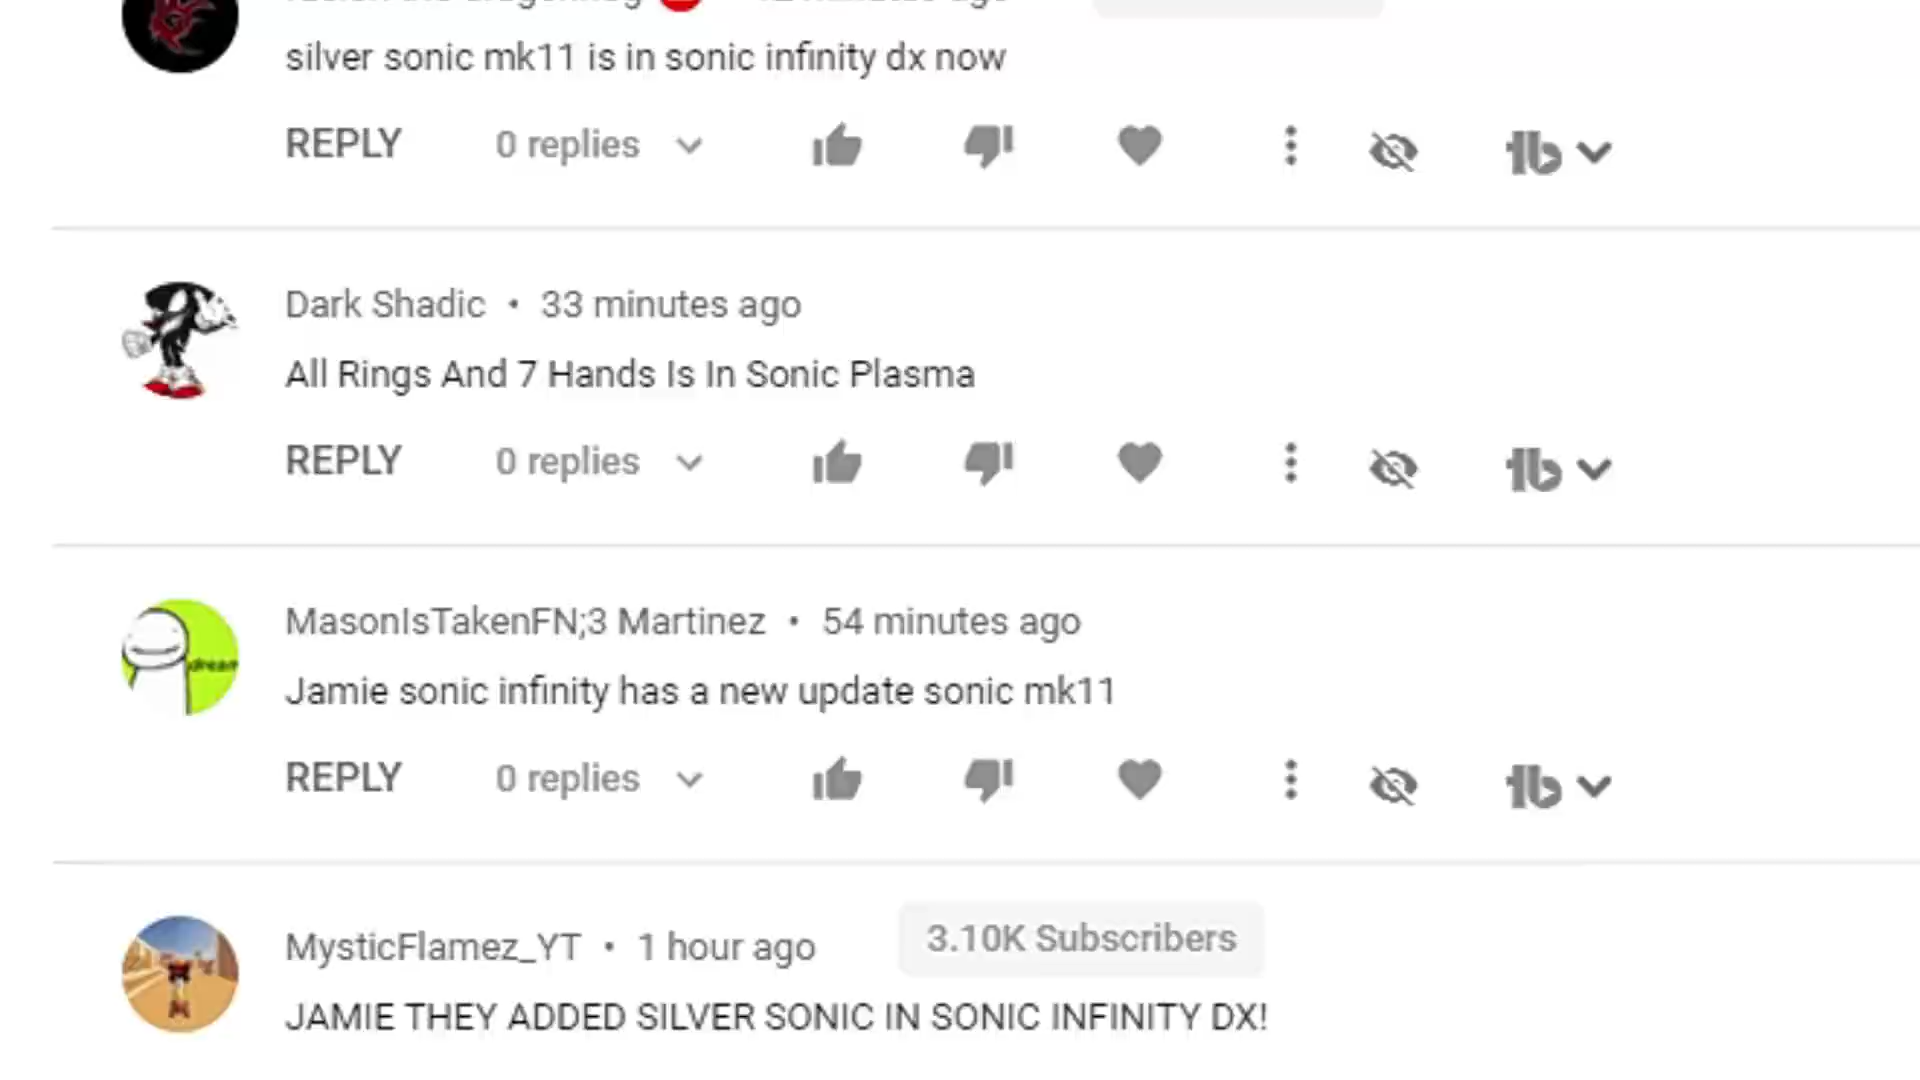 silver sonic mk11 is in sonic infinity dx now
REPLY 0 replies
Dark Shadic • 33 minutes ago
All Rings And 7 Hands Is In Sonic Plasma
REPLY 0 replies
MasonIsTakenFN;3 Martinez • 54 minutes ago
dream
Jamie sonic infinity has a new update sonic mk11
REPLY 0 replies
MysticFlamez_YT • 1 hour ago 3.10K Subscribers
JAMIE THEY ADDED SILVER SONIC IN SONIC INFINITY DX!